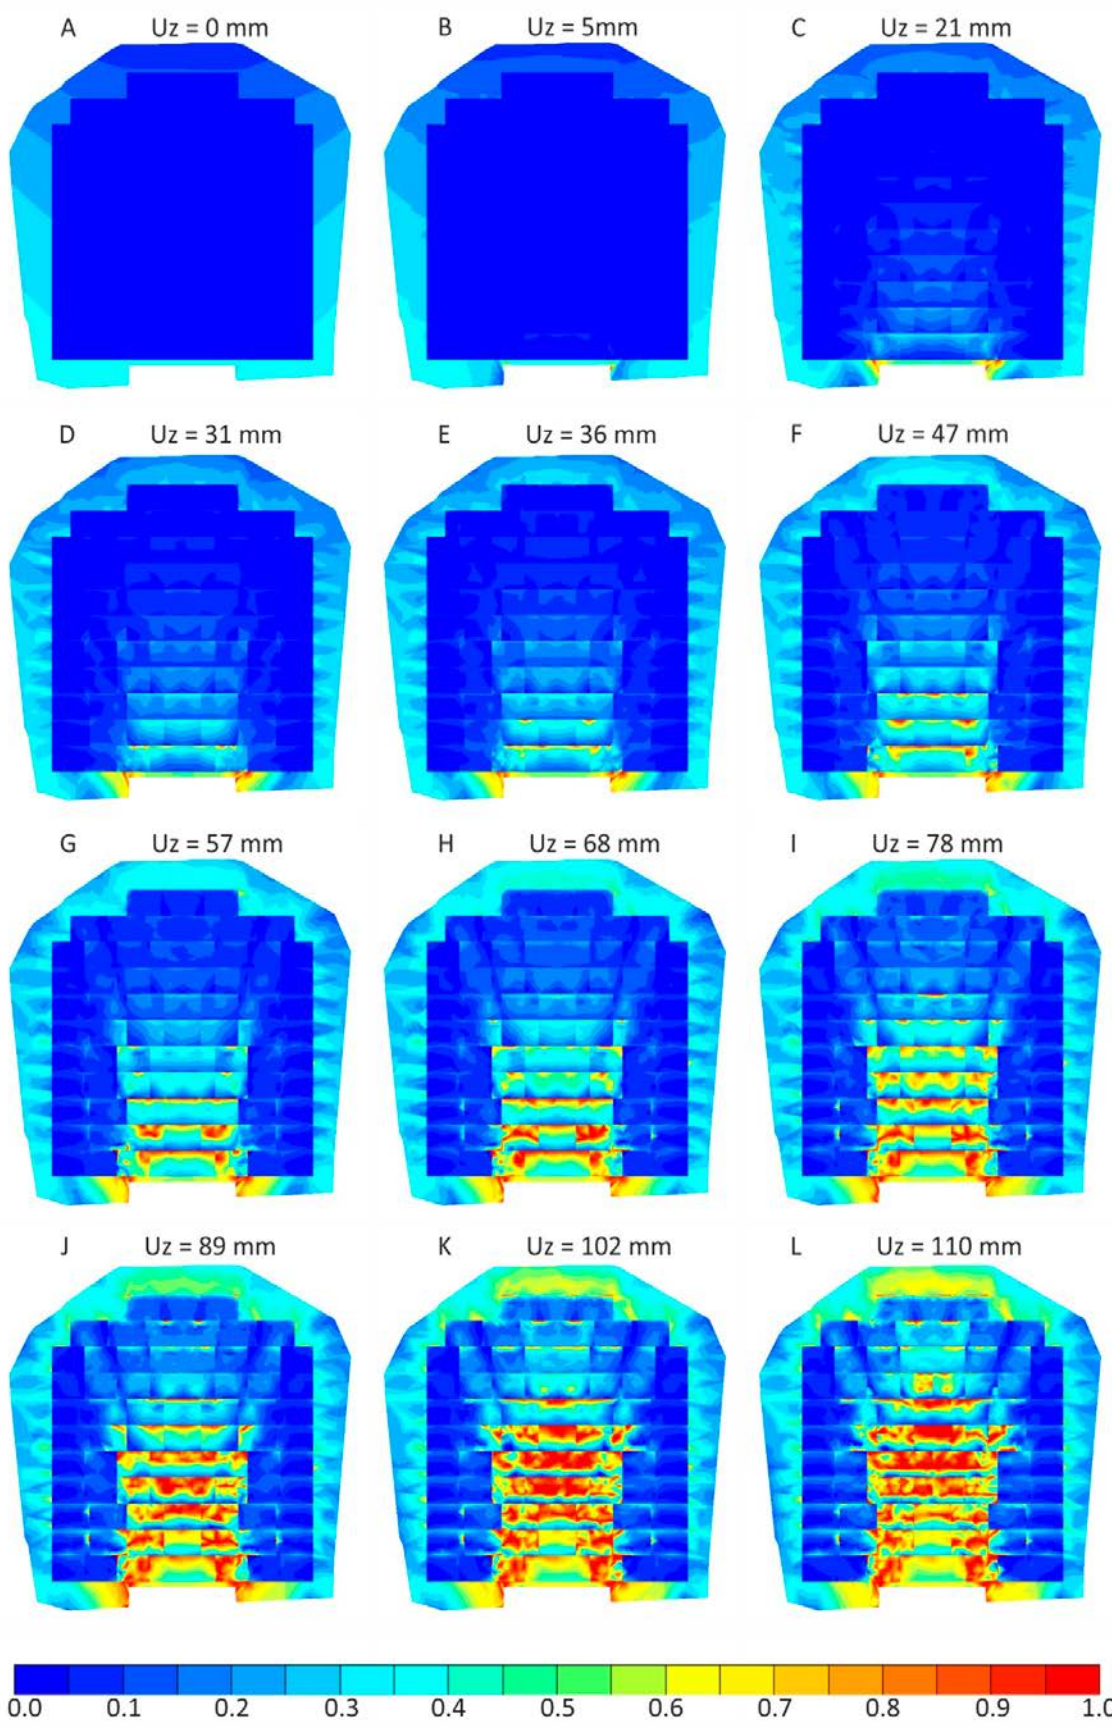 A Uz = 0 mm B Uz = 5mm C Uz = 21 mm
D Uz = 31 mm E Uz = 36 mm F Uz = 47 mm
G Uz = 57 mm H Uz = 68 mm I Uz = 78 mm
J Uz = 89 mm K Uz = 102 mm L Uz = 110 mm
0.0 0.1 0.2 0.3 0.4 0.5 0.6 0.7 0.8 0.9 1.0